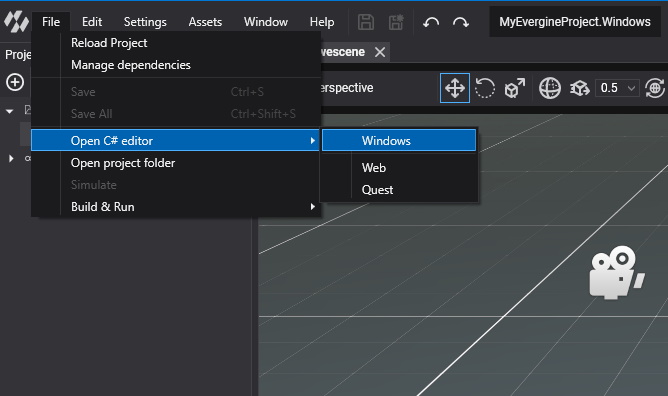 File Edit Settings Assets Window Help MyEvergineProject.Windows
Reload Project
Manage dependencies
Save Ctrl+S
Save All Ctrl+Shift+S
Open C# editor Windows
Open project folder Web
Simulate Quest
Build & Run
Proje
wescene
erspective
0.5